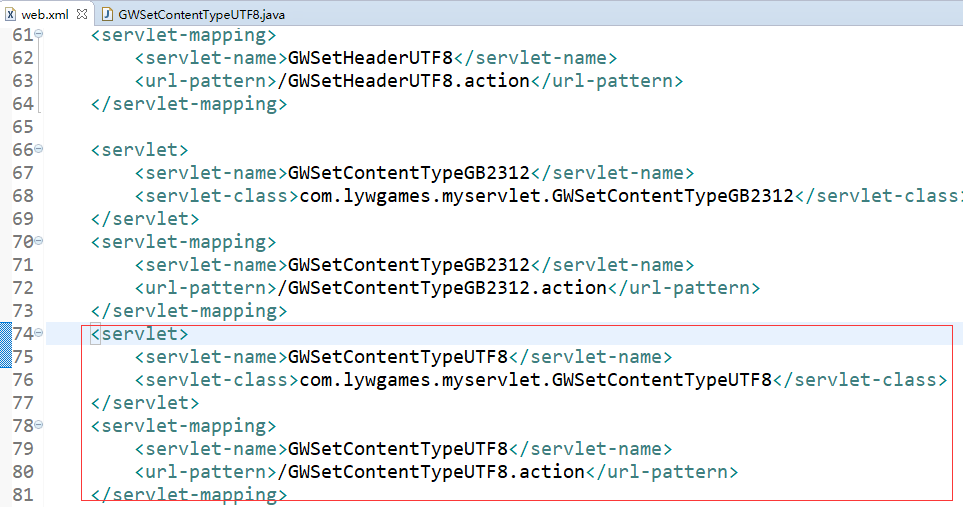 web.xml GWSetContentTypeUTF8.java
61 <servlet-mapping>
62 <servlet-name>GWSetHeaderUTF8</servlet-name>
63 <url-pattern>/GWSetHeaderUTF8.action</url-pattern>
64 </servlet-mapping>
65
66 <servlet>
67 <servlet-name>GWSetContentTypeGB2312</servlet-name>
68 <servlet-class>com.lywgames.myservlet.GWSetContentTypeGB2312</servlet-class>
69 </servlet>
70 <servlet-mapping>
71 <servlet-name>GWSetContentTypeGB2312</servlet-name>
72 <url-pattern>/GWSetContentTypeGB2312.action</url-pattern>
73 </servlet-mapping>
74 <servlet>
75 <servlet-name>GWSetContentTypeUTF8</servlet-name>
76 <servlet-class>com.lywgames.myservlet.GWSetContentTypeUTF8</servlet-class>
77 </servlet>
78 <servlet-mapping>
79 <servlet-name>GWSetContentTypeUTF8</servlet-name>
80 <url-pattern>/GWSetContentTypeUTF8.action</url-pattern>
81 </servlet-mapping>